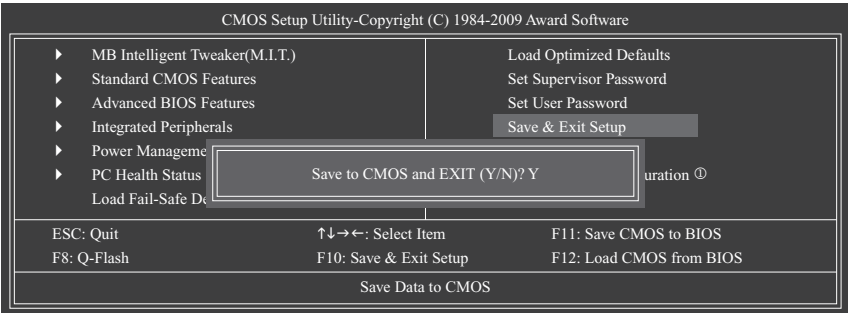 CMOS Setup Utility-Copyright (C) 1984-2009 Award Software
MB Intelligent Tweaker(M.I.T.)
Standard CMOS Features
Advanced BIOS Features
Integrated Peripherals
Power Manageme
PC Health Status
Load Fail-Safe De
Load Optimized Defaults
Set Supervisor Password
Set User Password
Save & Exit Setup
uration ①
Save to CMOS and EXIT (Y/N)? Y
ESC: Quit ↑↓→←: Select Item F11: Save CMOS to BIOS
F8: Q-Flash F10: Save & Exit Setup F12: Load CMOS from BIOS
Save Data to CMOS